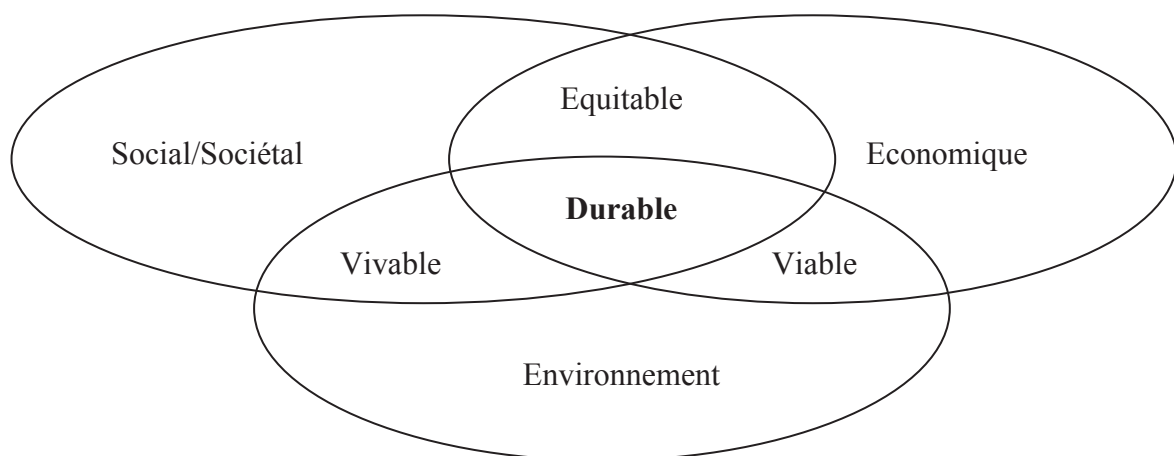 Equitable
Social/Sociétal
Economique
Durable
Vivable
Viable
Environnement